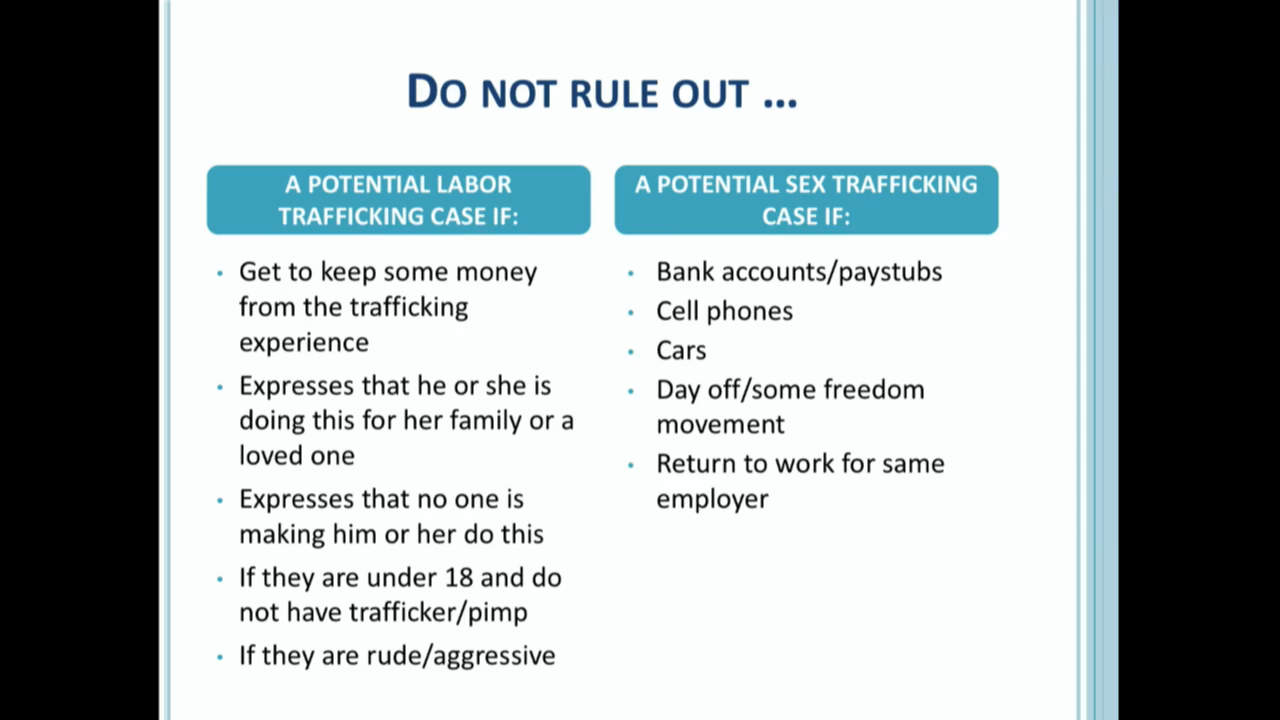 DO NOT RULE OUT ...
A POTENTIAL LABOR
TRAFFICKING CASE IF:
• Get to keep some money
from the trafficking
experience
• Expresses that he or she is
doing this for her family or a
loved one
• Expresses that no one is
making him or her do this
• If they are under 18 and do
not have trafficker/pimp
• If they are rude/aggressive
A POTENTIAL SEX TRAFFICKING
CASE IF:
• Bank accounts/paystubs
• Cell phones
• Cars
• Day off/some freedom
movement
• Return to work for same
employer